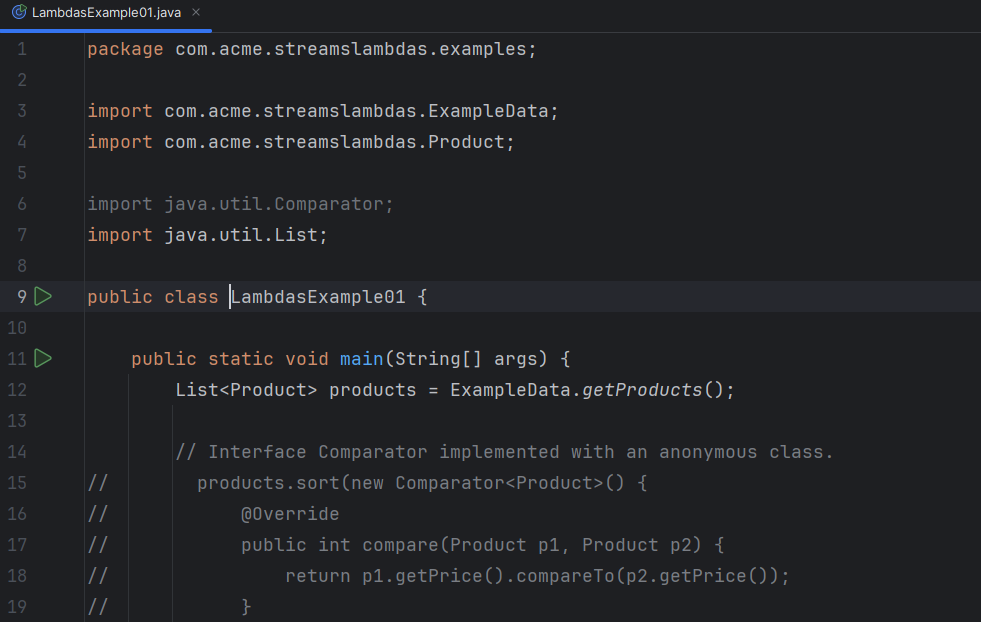 LambdasExample01.java
1 package com.acme.streamslambdas.examples;
2
3 import com.acme.streamslambdas.ExampleData;
4 import com.acme.streamslambdas.Product;
5
6 import java.util.Comparator;
7 import java.util.List;
8
9 public class LambdasExample01 {
10
11     public static void main(String[] args) {
12         List<Product> products = ExampleData.getProducts();
13
14         // Interface Comparator implemented with an anonymous class.
15 //        products.sort(new Comparator<Product>() {
16 //            @Override
17 //            public int compare(Product p1, Product p2) {
18 //                return p1.getPrice().compareTo(p2.getPrice());
19 //            }